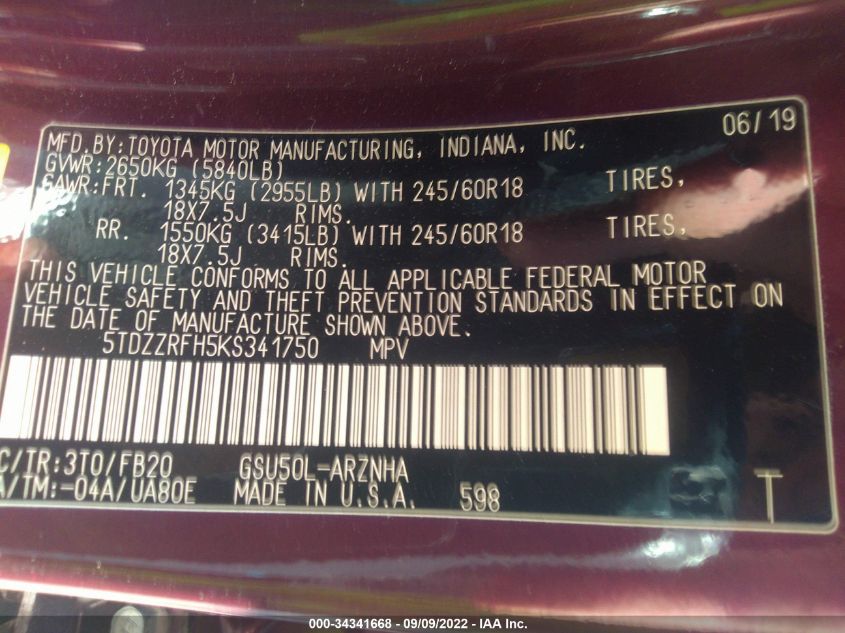 06/19
MFD. BY: TOYOTA MOTOR MANUFACTURING, INDIANA, INC.
GVWR: 2650KG (5840LB)
GAWR: FRT. 1345KG (2955LB) WITH 245/60R18 TIRES,
18X7.5J RIMS.
RR. 1550KG (3415LB) WITH 245/60R18 TIRES,
18X7.5J RIMS.
THIS VEHICLE CONFORMS TO ALL APPLICABLE FEDERAL MOTOR
VEHICLE SAFETY AND THEFT PREVENTION STANDARDS IN EFFECT ON
THE DATE OF MANUFACTURE SHOWN ABOVE.
5TDZZRFH5KS341750 MPV
C/TR: 3T0/FB20 GSU50L-ARZNHA
A/TM: -04A/UA80E MADE IN U.S.A. 598 T
000-34341668 - 09/09/2022 - IAA Inc.